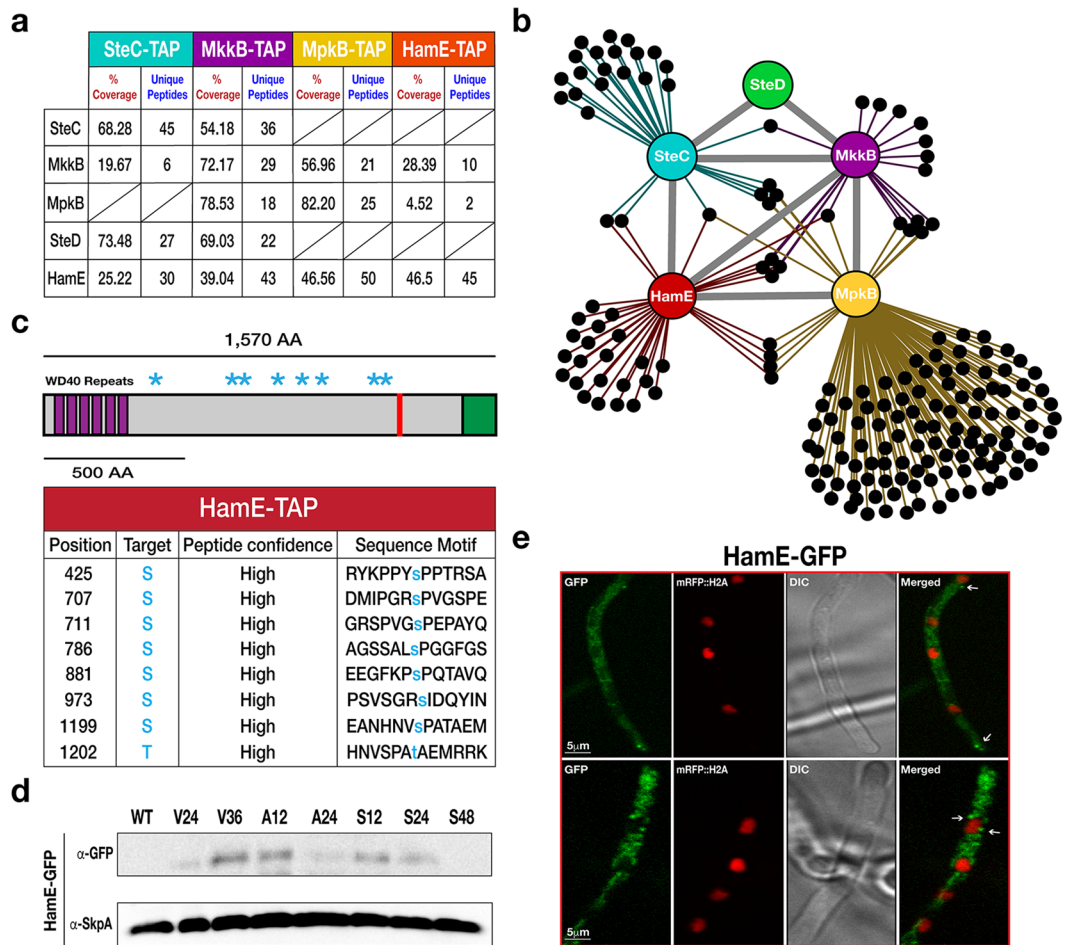 a
SteC-TAP MkkB-TAP MpkB-TAP HamE-TAP
% Coverage Unique Peptides % Coverage Unique Peptides % Coverage Unique Peptides % Coverage Unique Peptides
SteC 68.28 45 54.18 36
MkkB 19.67 6 72.17 29 56.96 21 28.39 10
MpkB 78.53 18 82.20 25 4.52 2
SteD 73.48 27 69.03 22
HamE 25.22 30 39.04 43 46.56 50 46.5 45
b
SteD
SteC
MkkB
HamE
MpkB
c
1,570 AA
WD40 Repeats * ** * * * **
500 AA
HamE-TAP
Position Target Peptide confidence Sequence Motif
425 S High RYKPPYsPPTRSA
707 S High DMIPGRsPVGSPE
711 S High GRSPVGsPEPAYQ
786 S High AGSSALsPGGFGS
881 S High EEGFKPsPQTAVQ
973 S High PSVSGRsIDQYIN
1199 S High EANHNVsPATAEM
1202 T High HNVSPAtAEMRRK
d
WT V24 V36 A12 A24 S12 S24 S48
HamE-GFP
α-GFP
α-SkpA
e
HamE-GFP
GFP mRFP::H2A DIC Merged
5µm
GFP mRFP::H2A DIC Merged
5µm